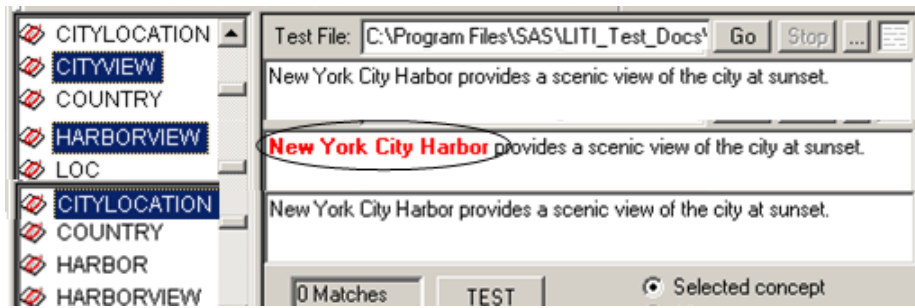 CITYLOCATION
CITYVIEW
COUNTRY
HARBORVIEW
LOC
CITYLOCATION
COUNTRY
HARBOR
HARBORVIEW
Test File: C:\Program Files\SAS\LITI_Test_Docs\ Go Stop ...
New York City Harbor provides a scenic view of the city at sunset.
New York City Harbor provides a scenic view of the city at sunset.
New York City Harbor provides a scenic view of the city at sunset.
0 Matches TEST Selected concept